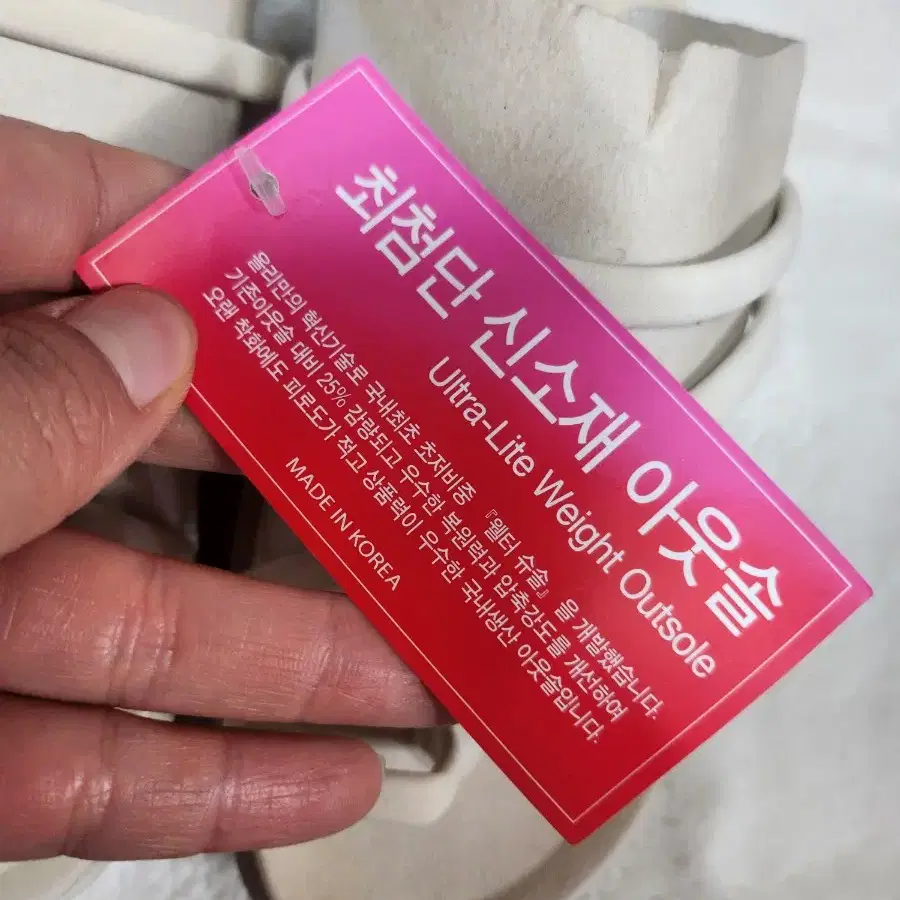 최첨단 신소재 아웃솔
Ultra-Lite Weight Outsole
올리만의 혁신기술로 국내최초 초저비중 『웰터 슈솔』을 개발했습니다.
기존아웃솔 대비 25% 감량되고 우수한 복원력과 압축강도를 개선하여
오랜 착화에도 피로도가 적고 상품력이 우수한 국내생산 아웃솔입니다.
MADE IN KOREA